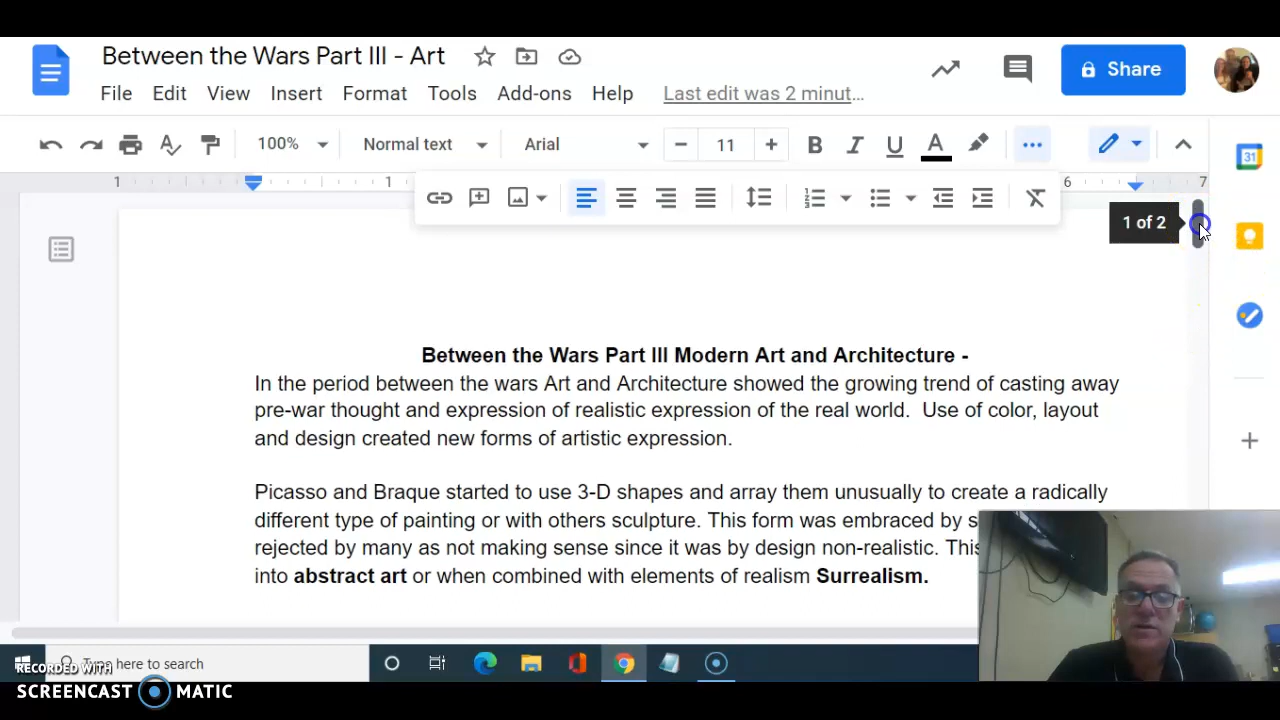 Between the Wars Part III - Art
File Edit View Insert Format Tools Add-ons Help Last edit was 2 minut...
Share
100% Normal text Arial 11 B I U A
31
1 1 6 7
1 of 2
Between the Wars Part III Modern Art and Architecture -
In the period between the wars Art and Architecture showed the growing trend of casting away
pre-war thought and expression of realistic expression of the real world. Use of color, layout
and design created new forms of artistic expression.
Picasso and Braque started to use 3-D shapes and array them unusually to create a radically
different type of painting or with others sculpture. This form was embraced by
rejected by many as not making sense since it was by design non-realistic.
into abstract art or when combined with elements of realism Surrealism.
Type here to search
RECORDED WITH
SCREENCAST MATIC